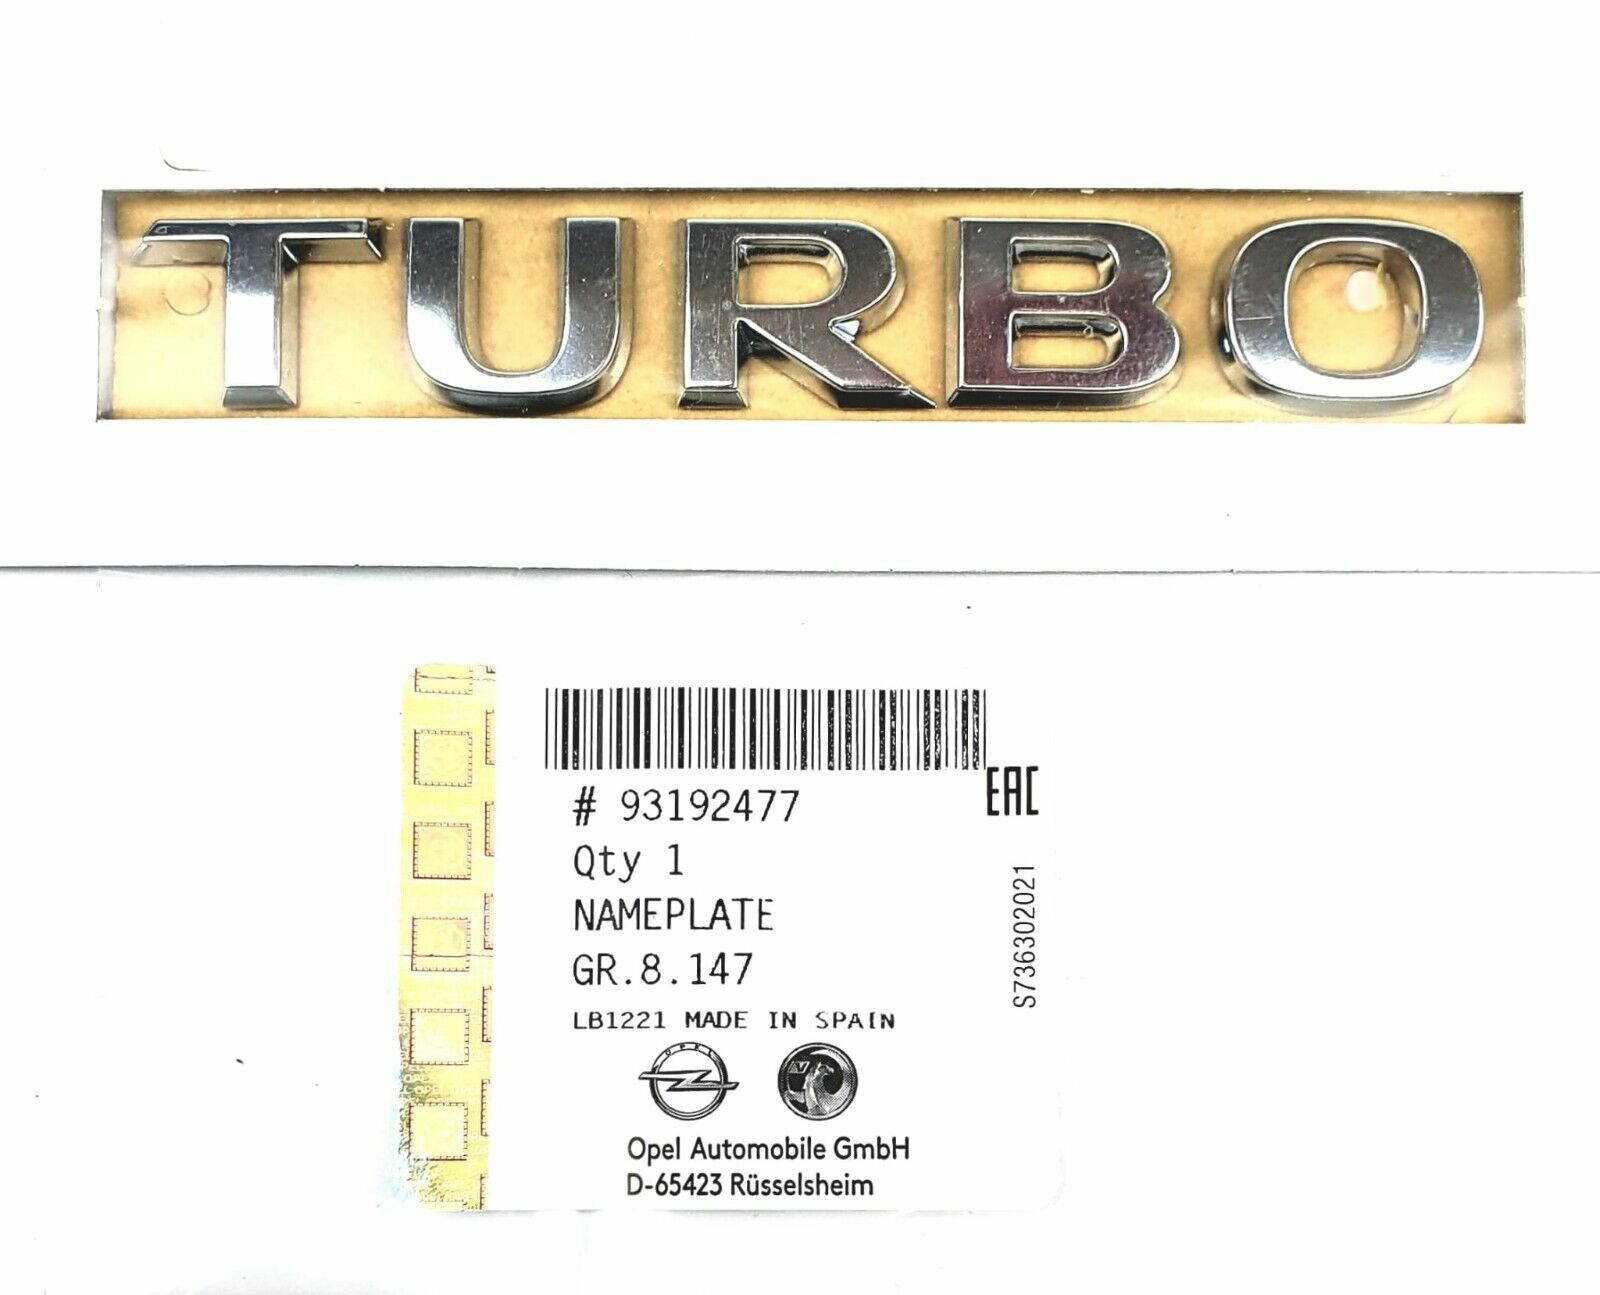 TURBO
# 93192477
EAC
Qty 1
NAMEPLATE
GR.8.147
S736302021
LB1221 MADE IN SPAIN
OPEL
V
Opel Automobile GmbH
D-65423 Rüsselsheim